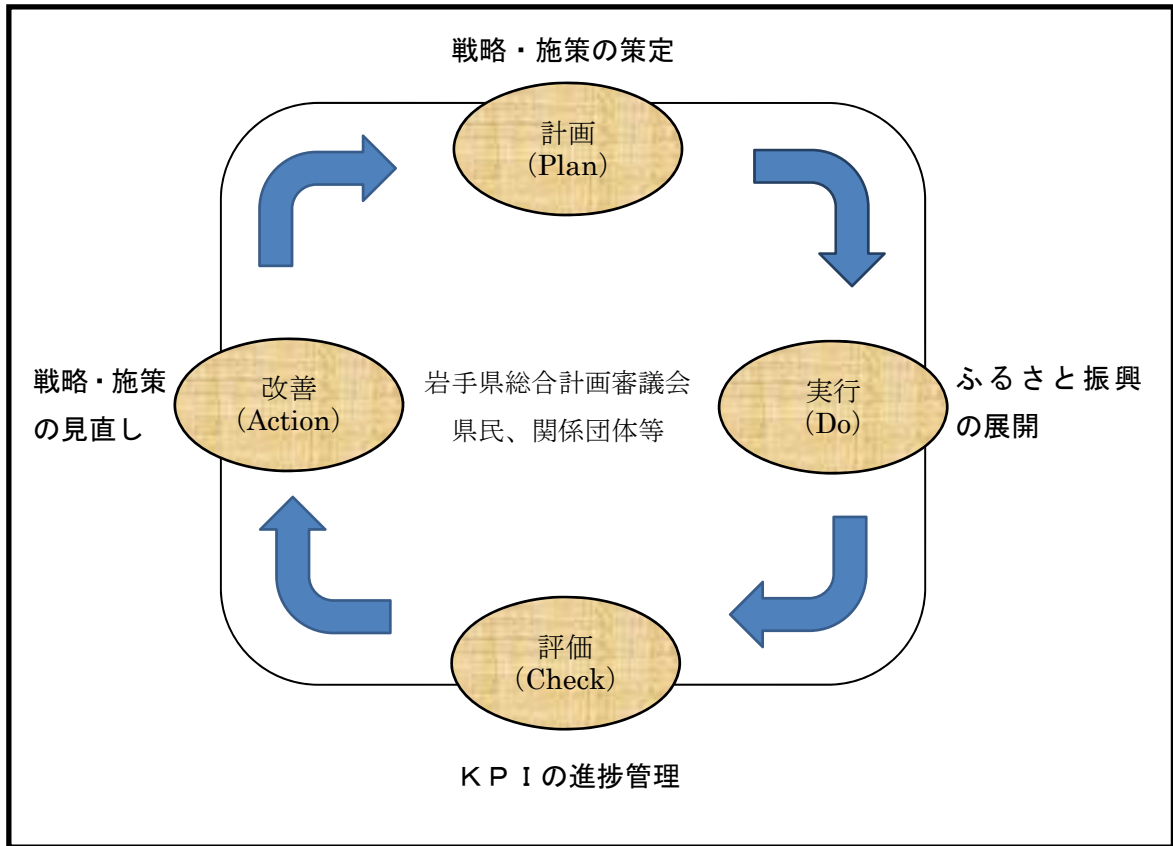 戦略・施策の策定
計画
（Plan）
戦略・施策
の見直し
改善
（Action）
岩手県総合計画審議会
県民、関係団体等
実行
（Do）
ふるさと振興
の展開
評価
（Check）
ＫＰＩの進捗管理